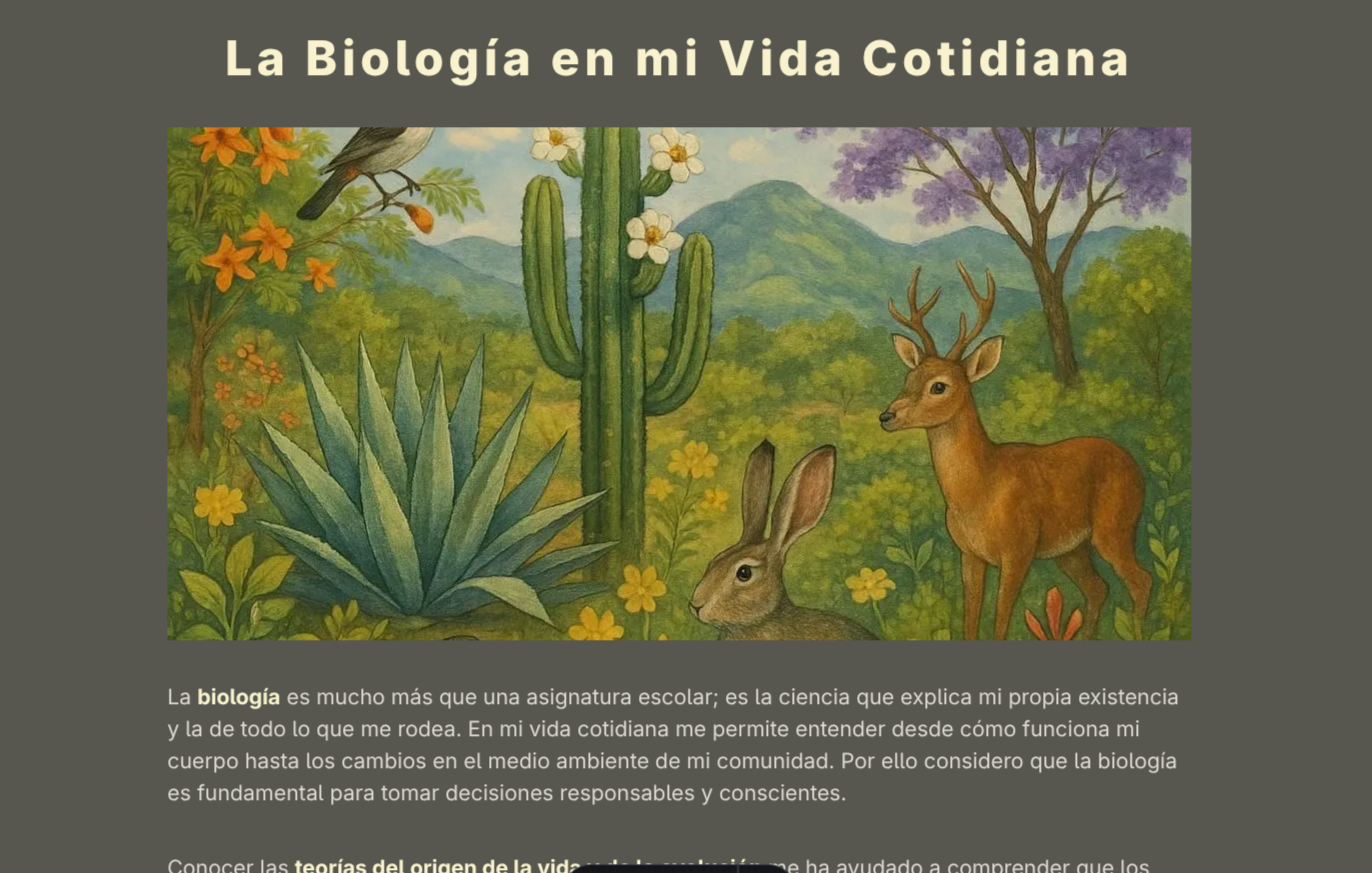 La Biología en mi Vida Cotidiana
La biología es mucho más que una asignatura escolar; es la ciencia que explica mi propia existencia
y la de todo lo que me rodea. En mi vida cotidiana me permite entender desde cómo funciona mi
cuerpo hasta los cambios en el medio ambiente de mi comunidad. Por ello considero que la biología
es fundamental para tomar decisiones responsables y conscientes.
Conocer las teorías del origen de la vida y de la evolución me ha ayudado a comprender que los